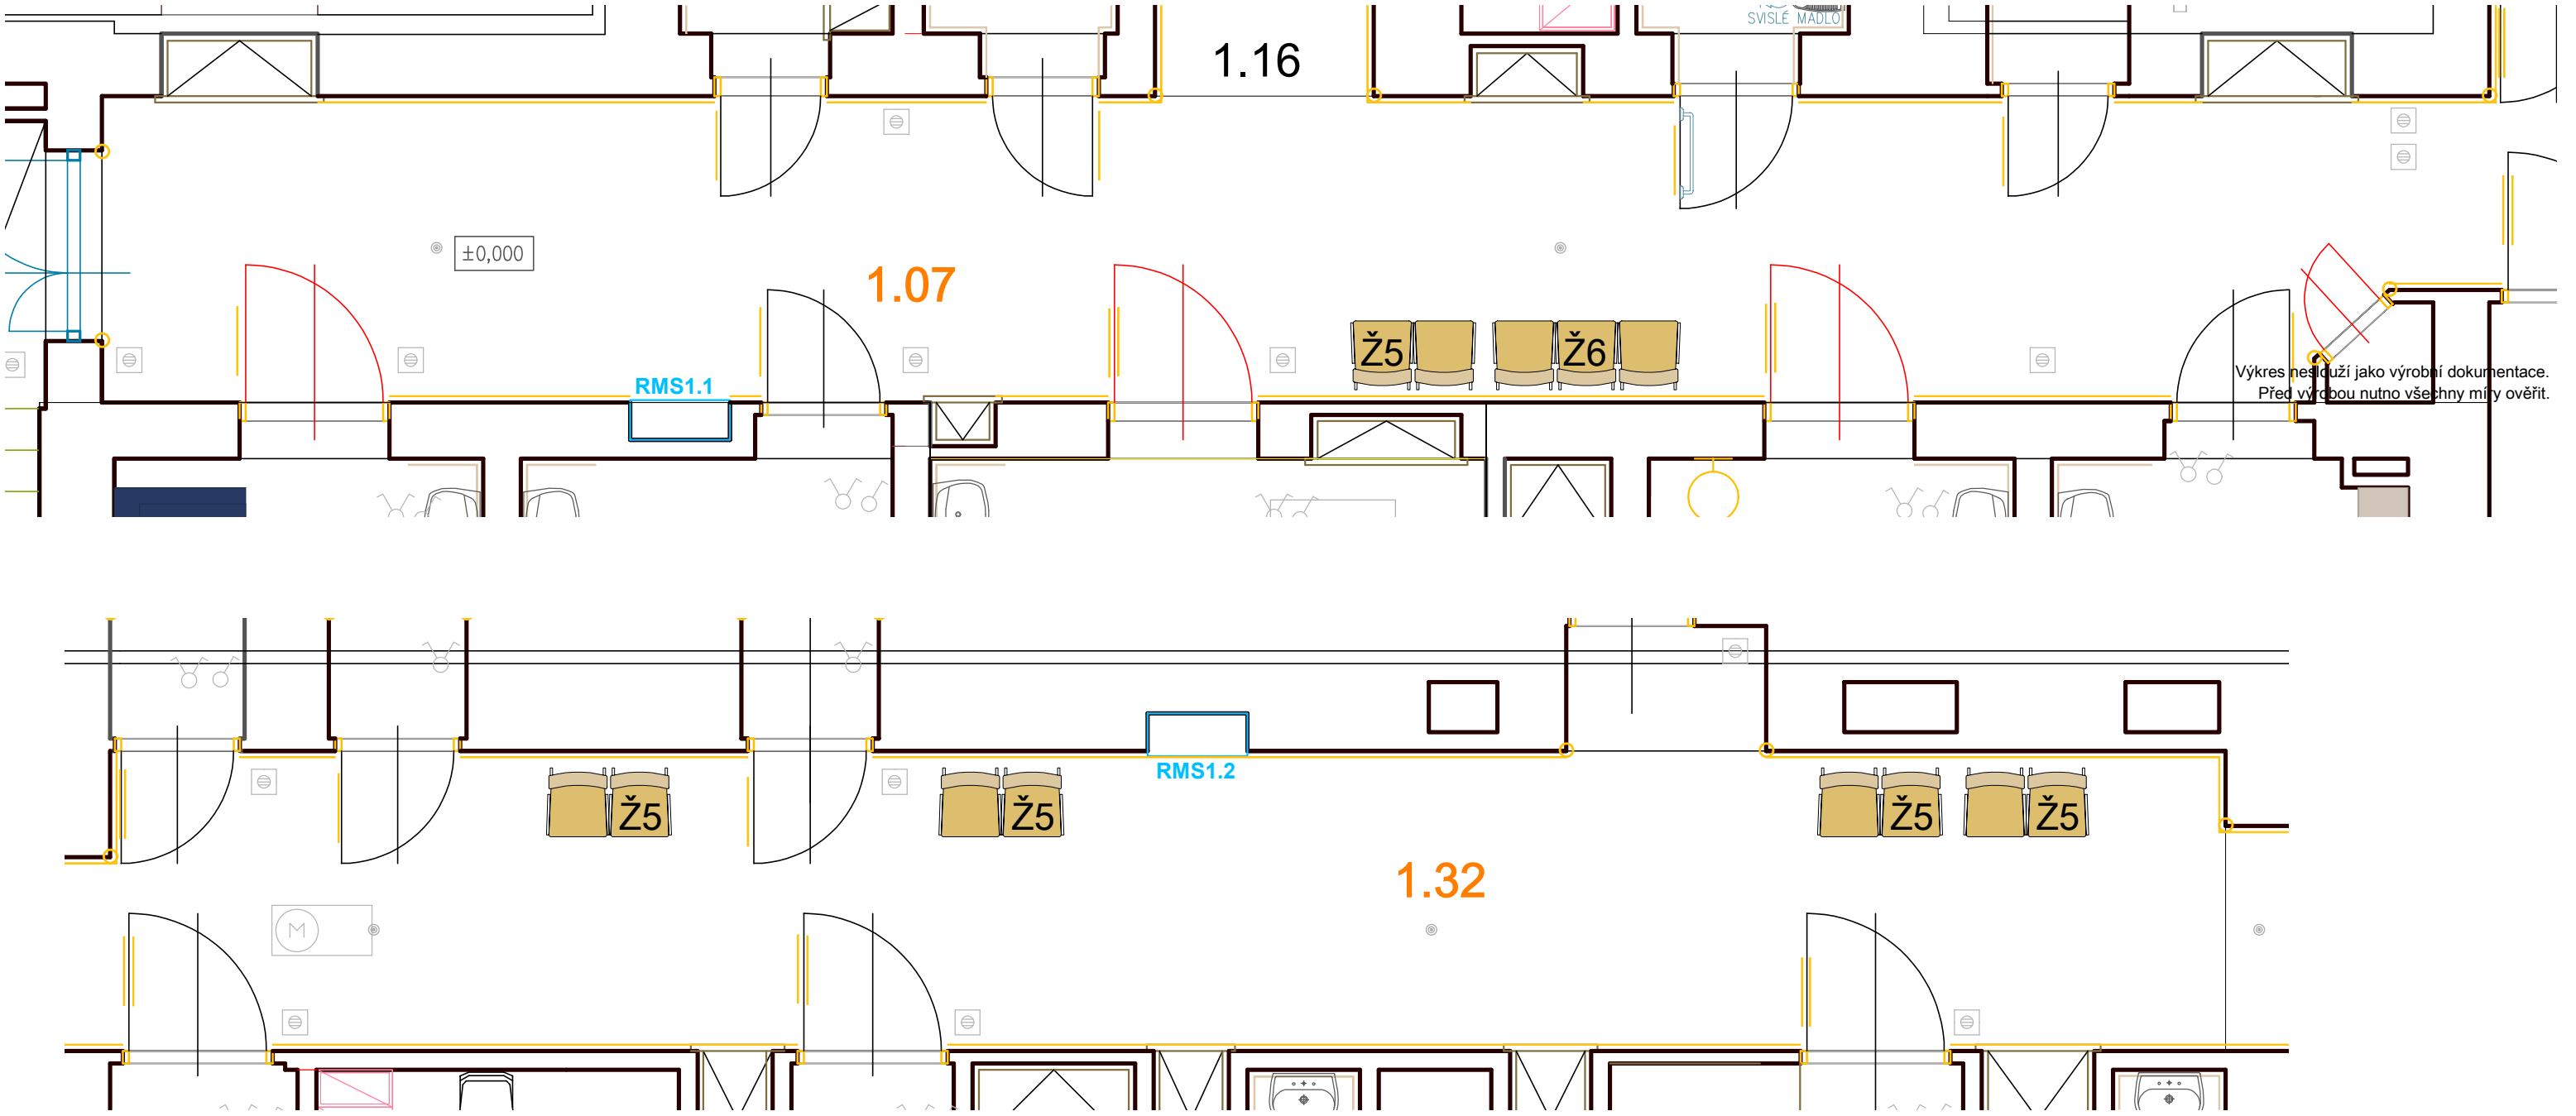 SVISLÉ MADLO
1.16
±0,000
1.07
Ž5
Ž6
RMS1.1
Výkres neslouží jako výrobní dokumentace.
Před výrobou nutno všechny míry ověřit.
RMS1.2
Ž5
Ž5
Ž5
Ž5
1.32
M